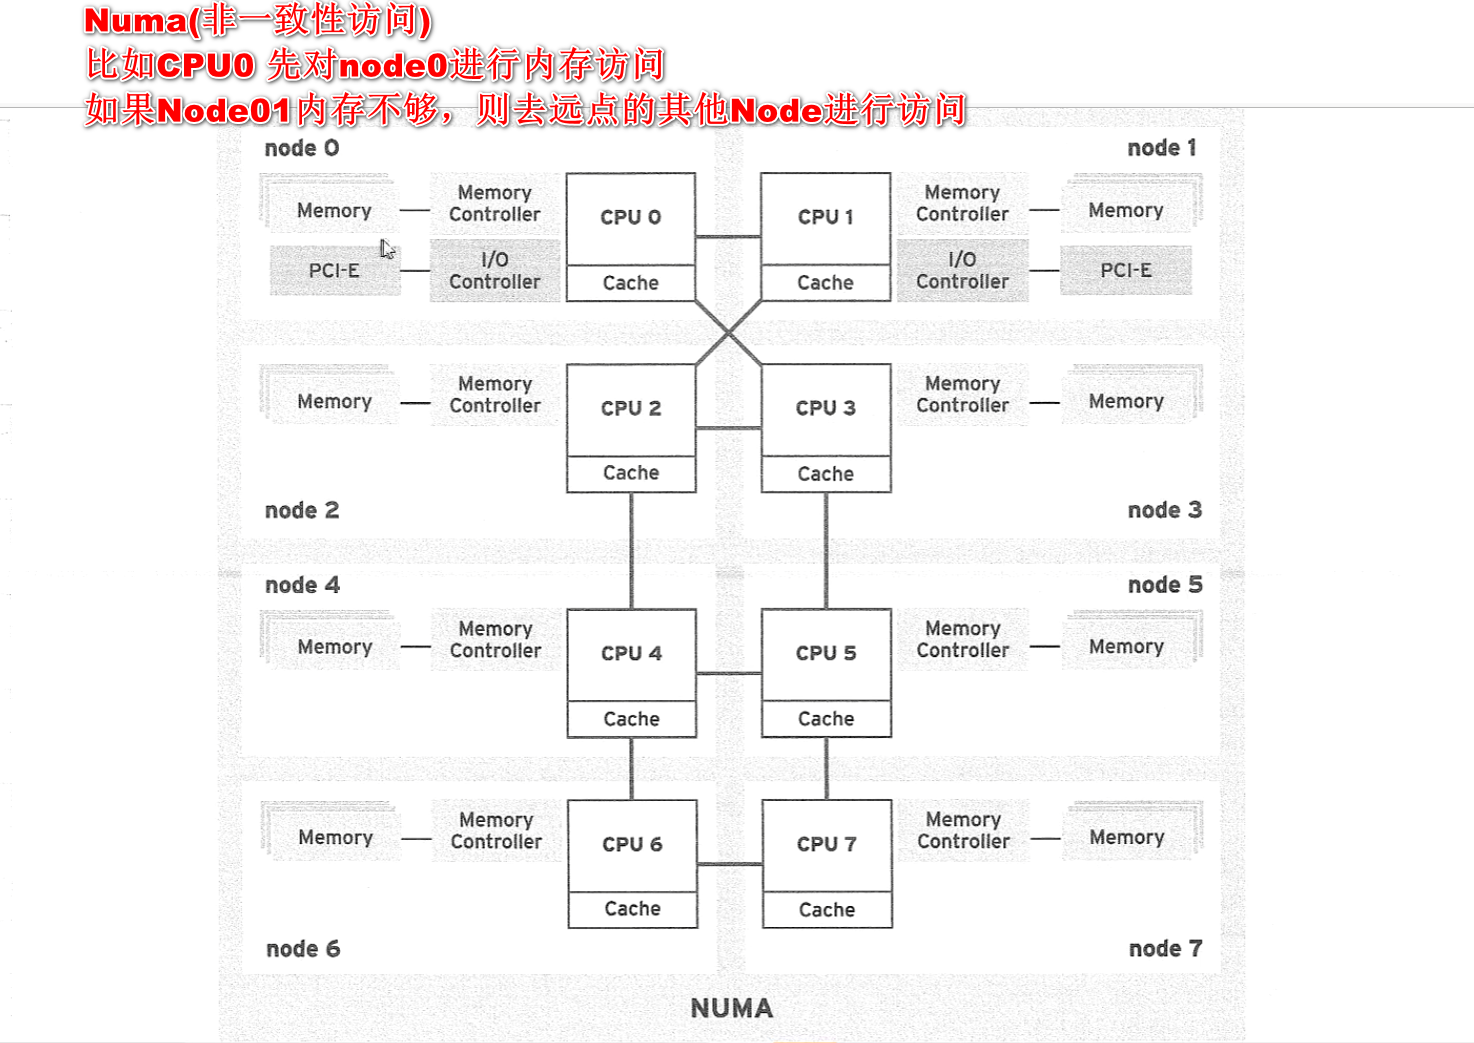 Numa(非一致性访问)
比如CPU0 先对node0进行内存访问
如果Node01内存不够，则去远点的其他Node进行访问
node 0
node 1
Memory
Memory
Controller
CPU 0
CPU 1
Memory
Controller
Memory
PCI-E
I/O
Controller
Cache
Cache
I/O
Controller
PCI-E
Memory
Memory
Controller
CPU 2
CPU 3
Memory
Controller
Memory
Cache
Cache
node 2
node 3
node 4
node 5
Memory
Memory
Controller
CPU 4
CPU 5
Memory
Controller
Memory
Cache
Cache
Memory
Memory
Controller
CPU 6
CPU 7
Memory
Controller
Memory
Cache
Cache
node 6
node 7
NUMA